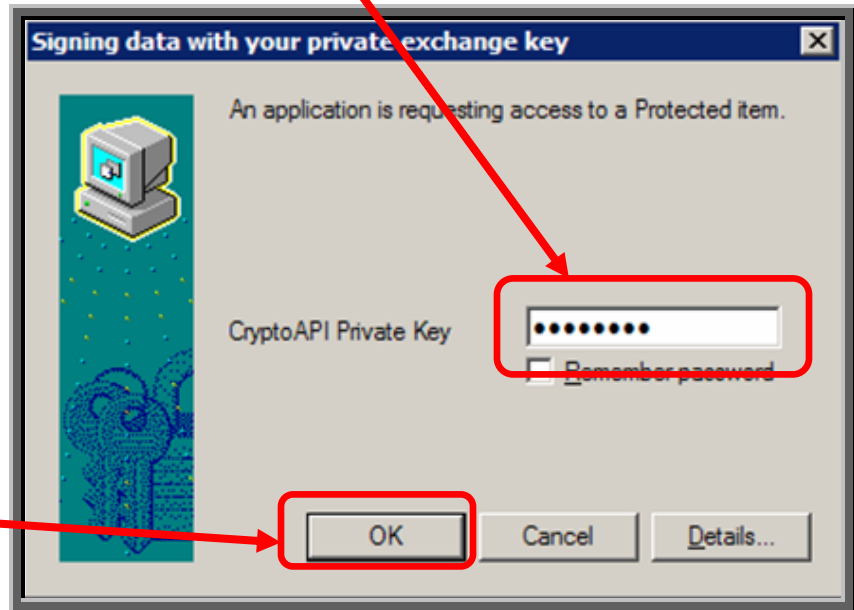 Signing data with your private exchange key
An application is requesting access to a Protected item.
CryptoAPI Private Key
••••••••
Remember password
OK
Cancel
Details...